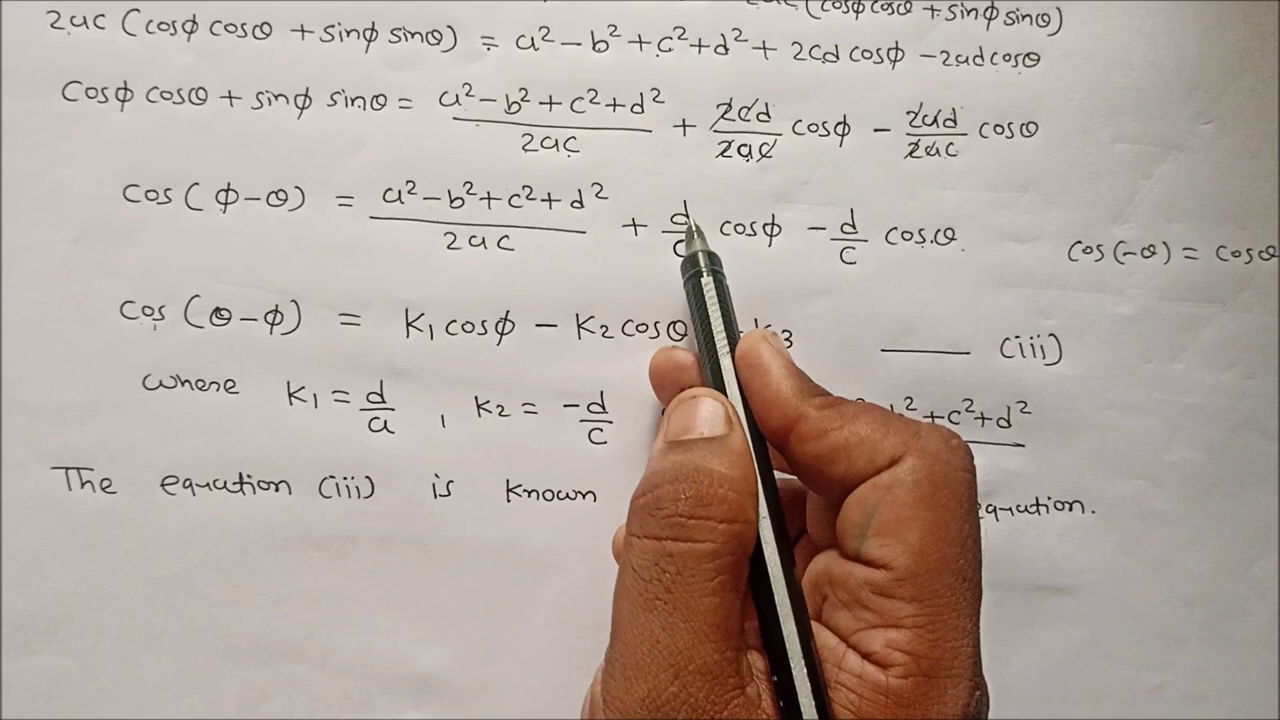 (cosφ cosθ + sinφ sinθ)
2ac (cosφ cosθ + sinφ sinθ) = a² - b² + c² + d² + 2cd cosφ - 2ad cosθ
cosφ cosθ + sinφ sinθ = (a² - b² + c² + d²)/2ac + 2cd/2ac cosφ - 2ad/2ac cosθ
cos(φ-θ) = (a² - b² + c² + d²)/2ac + d/ cosφ - d/c cosθ. cos(-θ) = cosθ
cos(θ-φ) = K₁ cosφ - K₂ cosθ 3 —— (iii)
where K₁ = d/a , K₂ = -d/c ² + c² + d²
The equation (iii) is known equation.